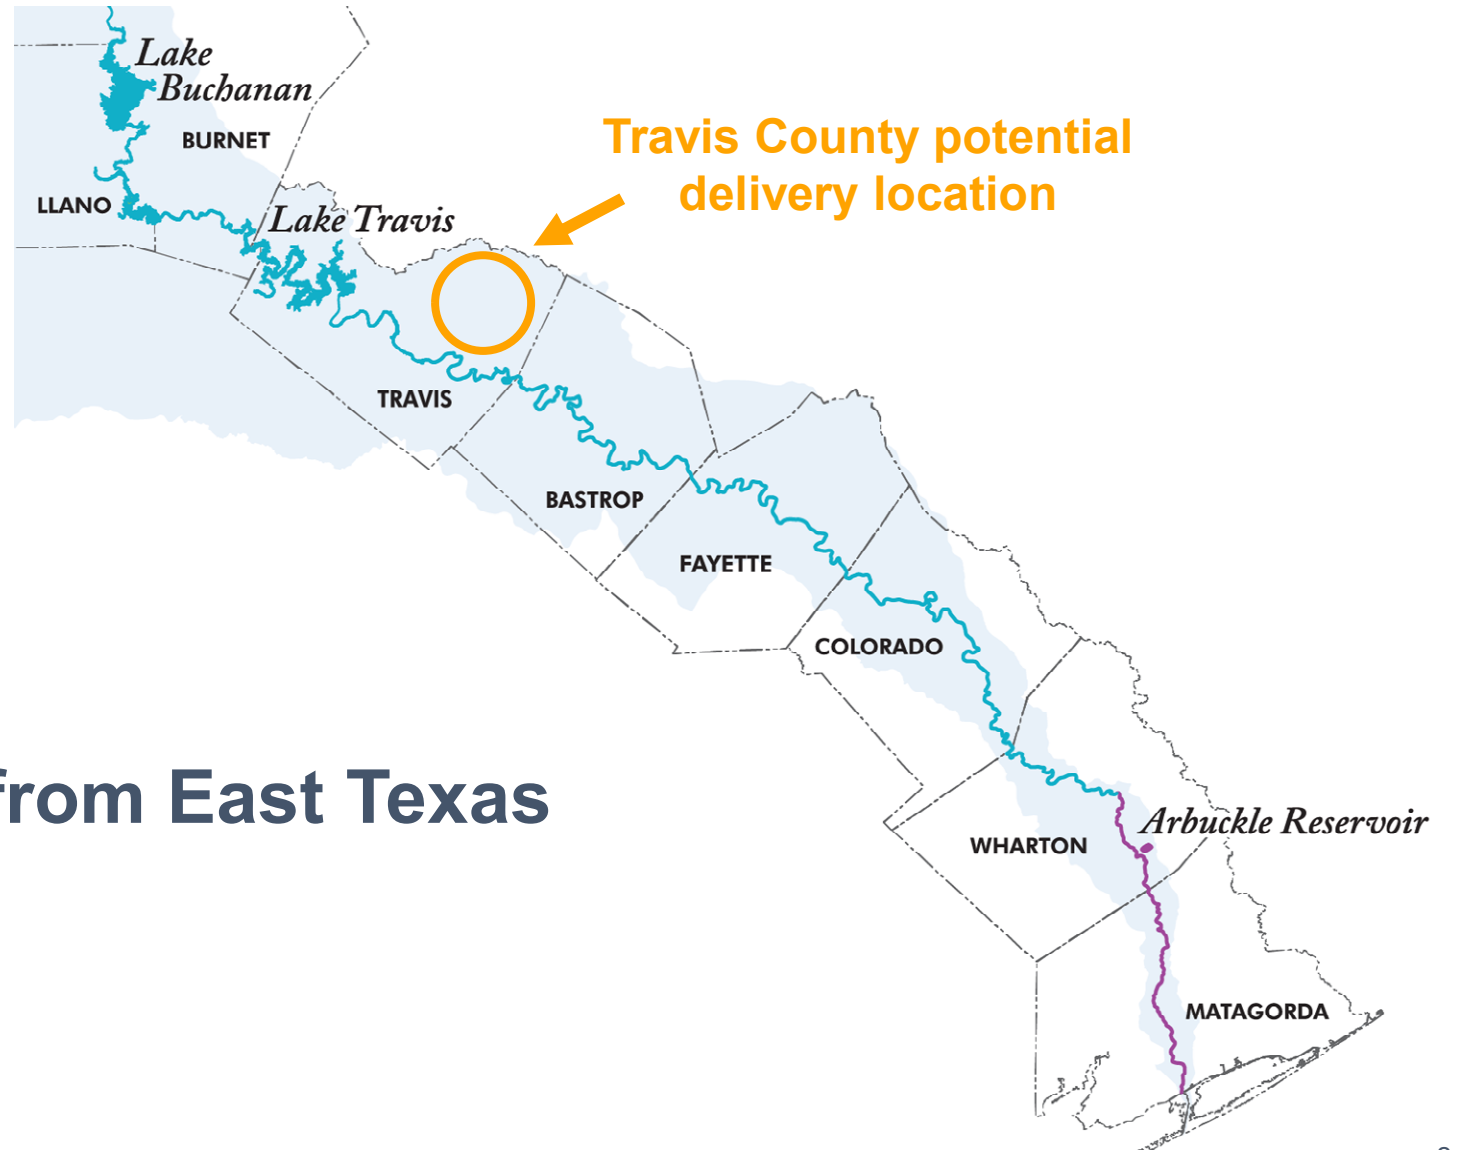 Lake
Buchanan
BURNET
Travis County potential
delivery location
LLANO
Lake Travis
TRAVIS
BASTROP
FAYETTE
COLORADO
from East Texas
Arbuckle Reservoir
WHARTON
MATAGORDA